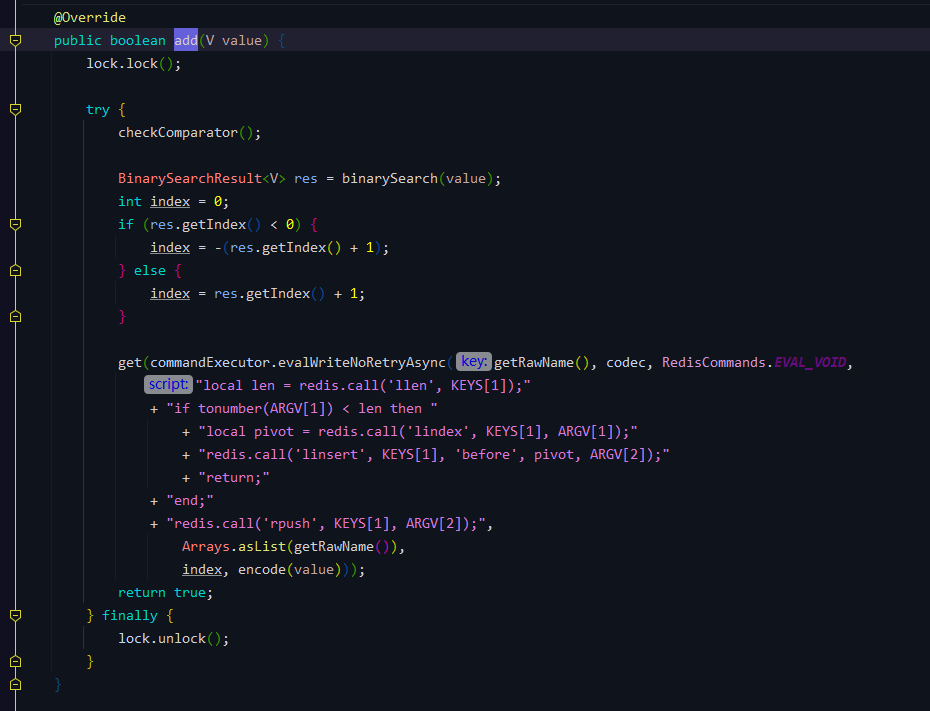 @Override
public boolean add(V value) {
lock.lock();
try {
checkComparator();
BinarySearchResult<V> res = binarySearch(value);
int index = 0;
if (res.getIndex() < 0) {
index = -(res.getIndex() + 1);
} else {
index = res.getIndex() + 1;
}
get(commandExecutor.evalWriteNoRetryAsync( key: getRawName(), codec, RedisCommands.EVAL_VOID,
script: "local len = redis.call('llen', KEYS[1]);"
+ "if tonumber(ARGV[1]) < len then "
+ "local pivot = redis.call('lindex', KEYS[1], ARGV[1]);"
+ "redis.call('linsert', KEYS[1], 'before', pivot, ARGV[2]);"
+ "return;"
+ "end;"
+ "redis.call('rpush', KEYS[1], ARGV[2]);",
Arrays.asList(getRawName()),
index, encode(value)));
return true;
} finally {
lock.unlock();
}
}